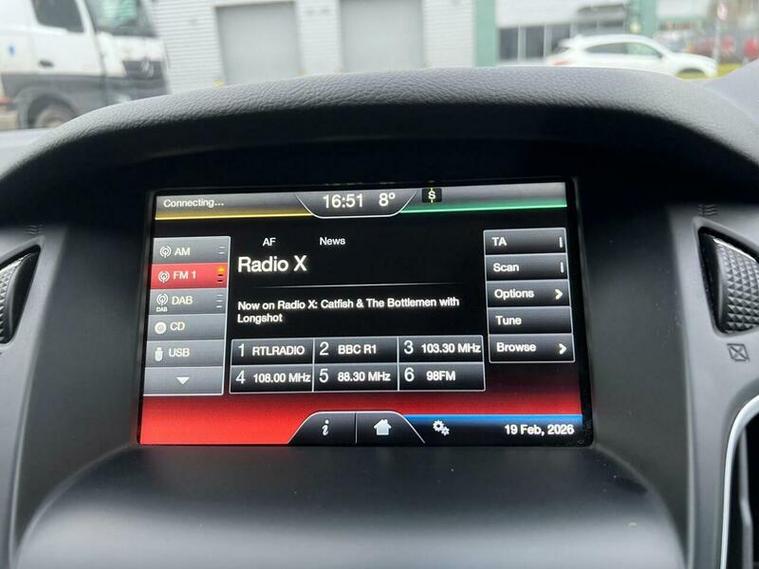 Connecting...
16:51 8°
AF News
Radio X
Now on Radio X: Catfish & The Bottlemen with
Longshot
AM
FM 1
DAB
DAB
CD
USB
TA
Scan
Options
Tune
Browse
1 RTLRADIO 2 BBC R1 3 103.30 MHz
4 108.00 MHz 5 88.30 MHz 6 98FM
i
19 Feb, 2026